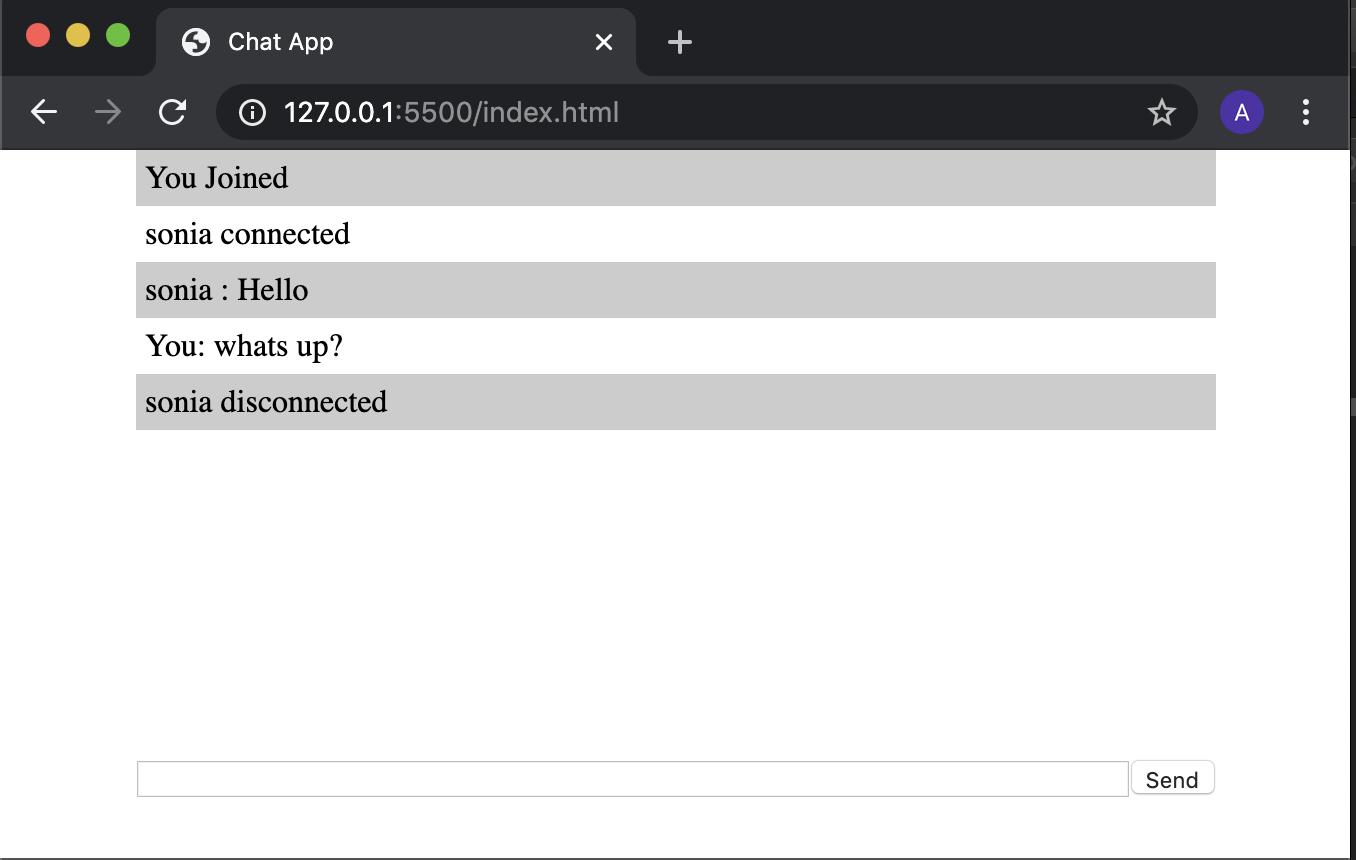 Chat App
127.0.0.1:5500/index.html
A
You Joined
sonia connected
sonia : Hello
You: whats up?
sonia disconnected
Send